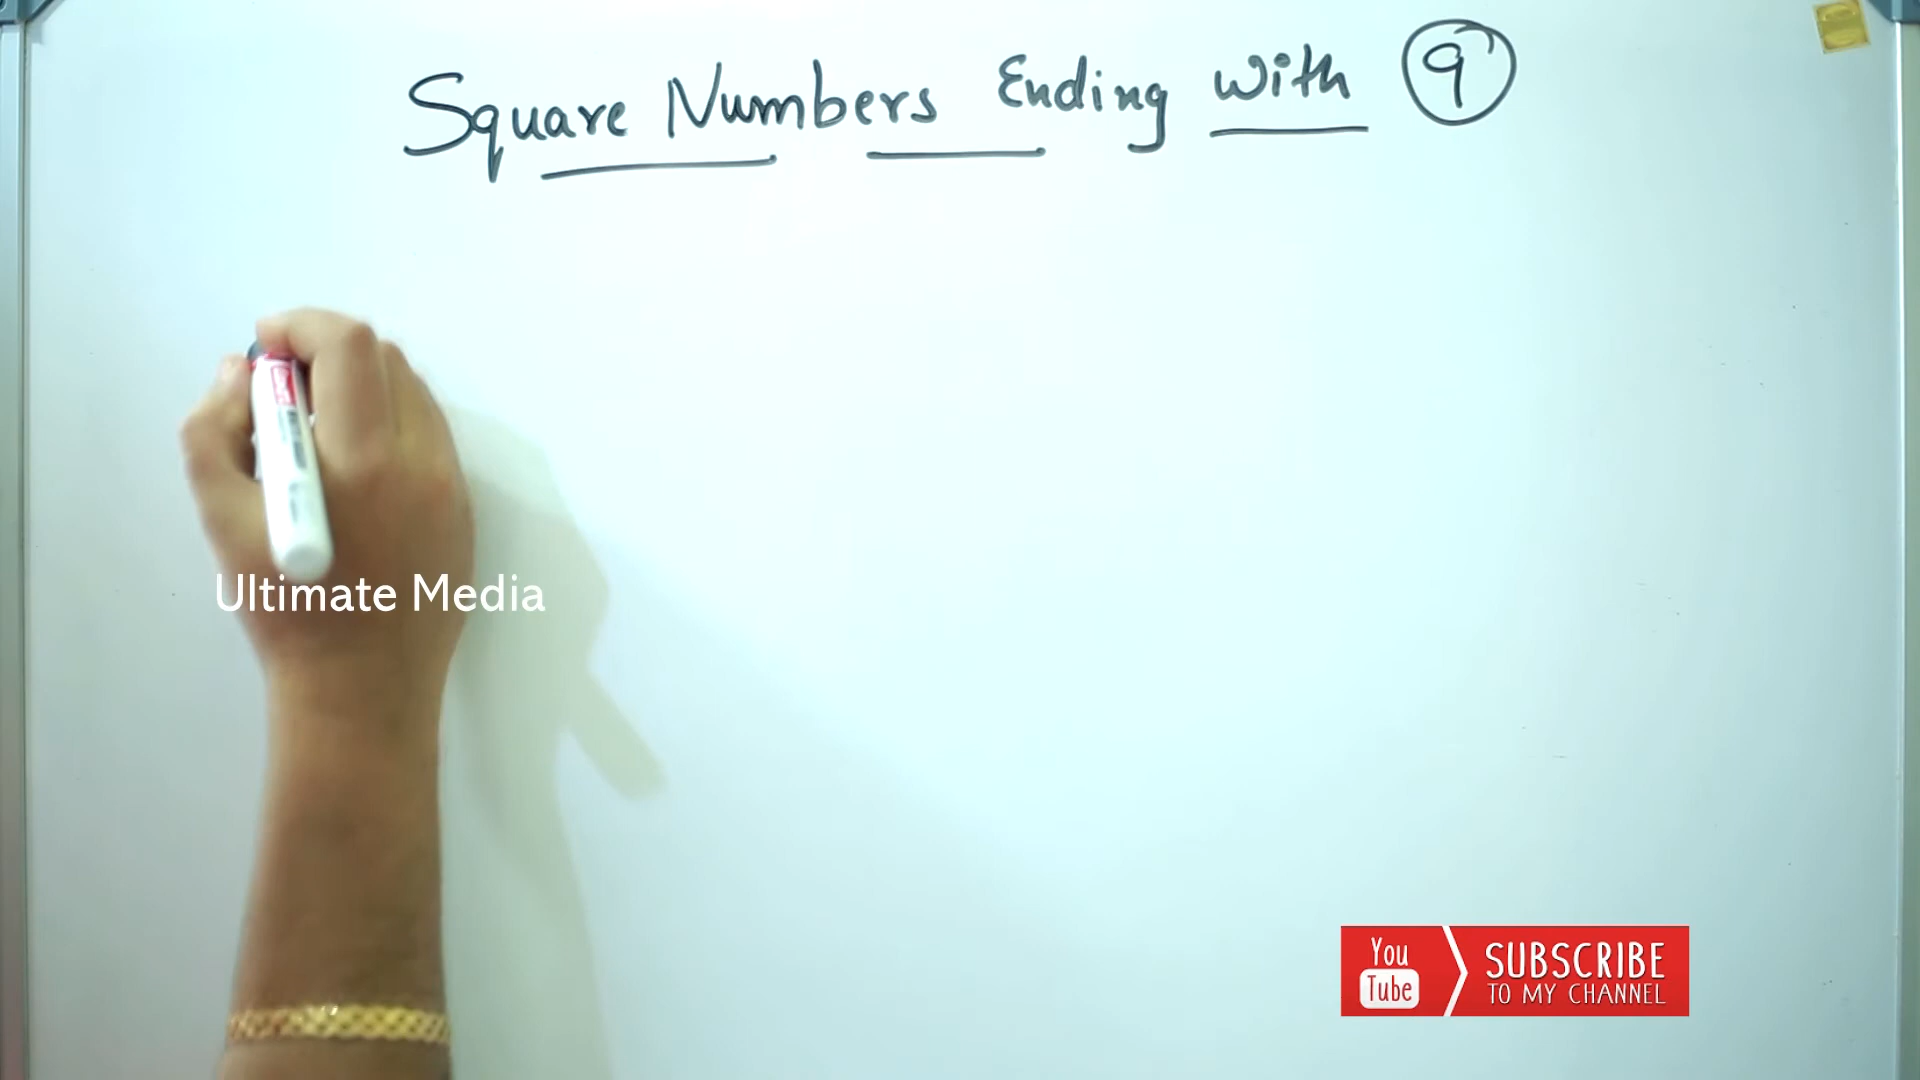 Square Numbers Ending With 9
Ultimate Media
You Tube
SUBSCRIBE
TO MY CHANNEL